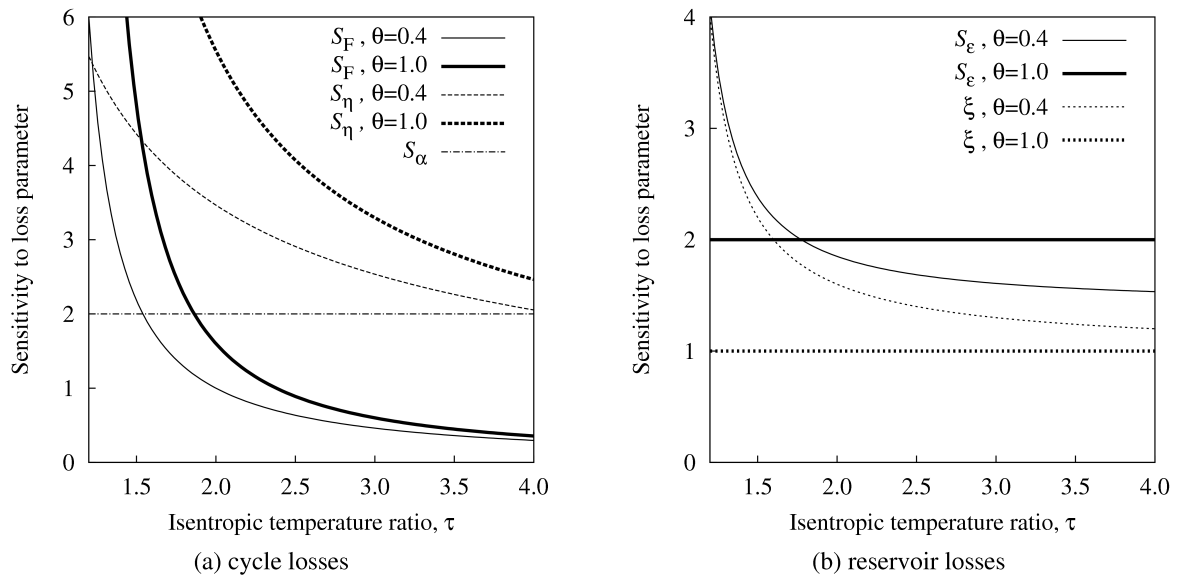 6
5
4
3
2
1
0
Sensitivity to loss parameter
S_F , θ=0.4
S_F , θ=1.0
S_η , θ=0.4
S_η , θ=1.0
S_α
1.5 2.0 2.5 3.0 3.5 4.0
Isentropic temperature ratio, τ
(a) cycle losses
4
3
2
1
0
Sensitivity to loss parameter
S_ε , θ=0.4
S_ε , θ=1.0
ξ , θ=0.4
ξ , θ=1.0
1.5 2.0 2.5 3.0 3.5 4.0
Isentropic temperature ratio, τ
(b) reservoir losses